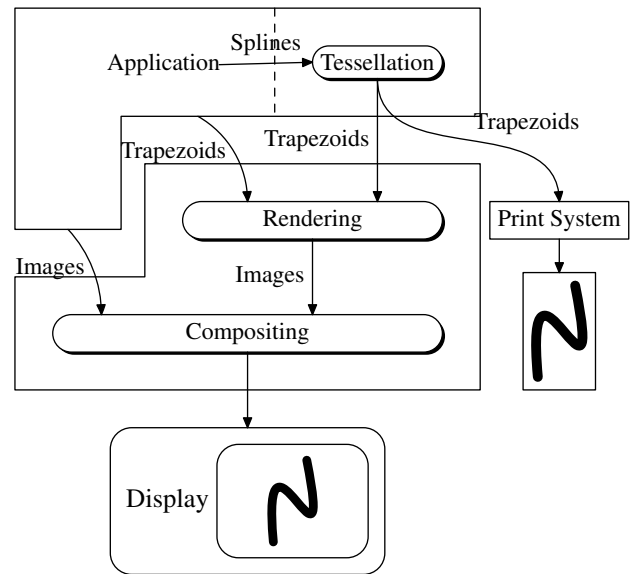 Splines
Application
Tessellation
Trapezoids
Trapezoids
Trapezoids
Rendering
Print System
Images
Images
Compositing
Display